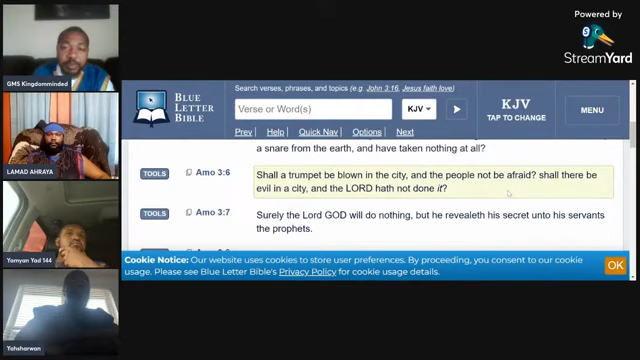 Powered by
StreamYard
GMS Kingdomminded
LAMAD AHRAYA
Yamyan Yad 144
Yahsharwan
BLUE
LETTER
BIBLE
Search verses, phrases, and topics (e.g. John 3:16, Jesus faith love)
Verse or Word(s)
KJV
KJV
TAP TO CHANGE
MENU
Prev
Help
Quick Nav
Options
Next
a snare from the earth, and have taken nothing at all?
TOOLS
Amo 3:6
Shall a trumpet be blown in the city, and the people not be afraid? shall there be
evil in a city, and the LORD hath not done it?
TOOLS
Amo 3:7
Surely the Lord GOD will do nothing, but he revealeth his secret unto his servants
the prophets.
Cookie Notice: Our website uses cookies to store user preferences. By proceeding, you consent to our cookie
usage. Please see Blue Letter Bible's Privacy Policy for cookie usage details.
OK